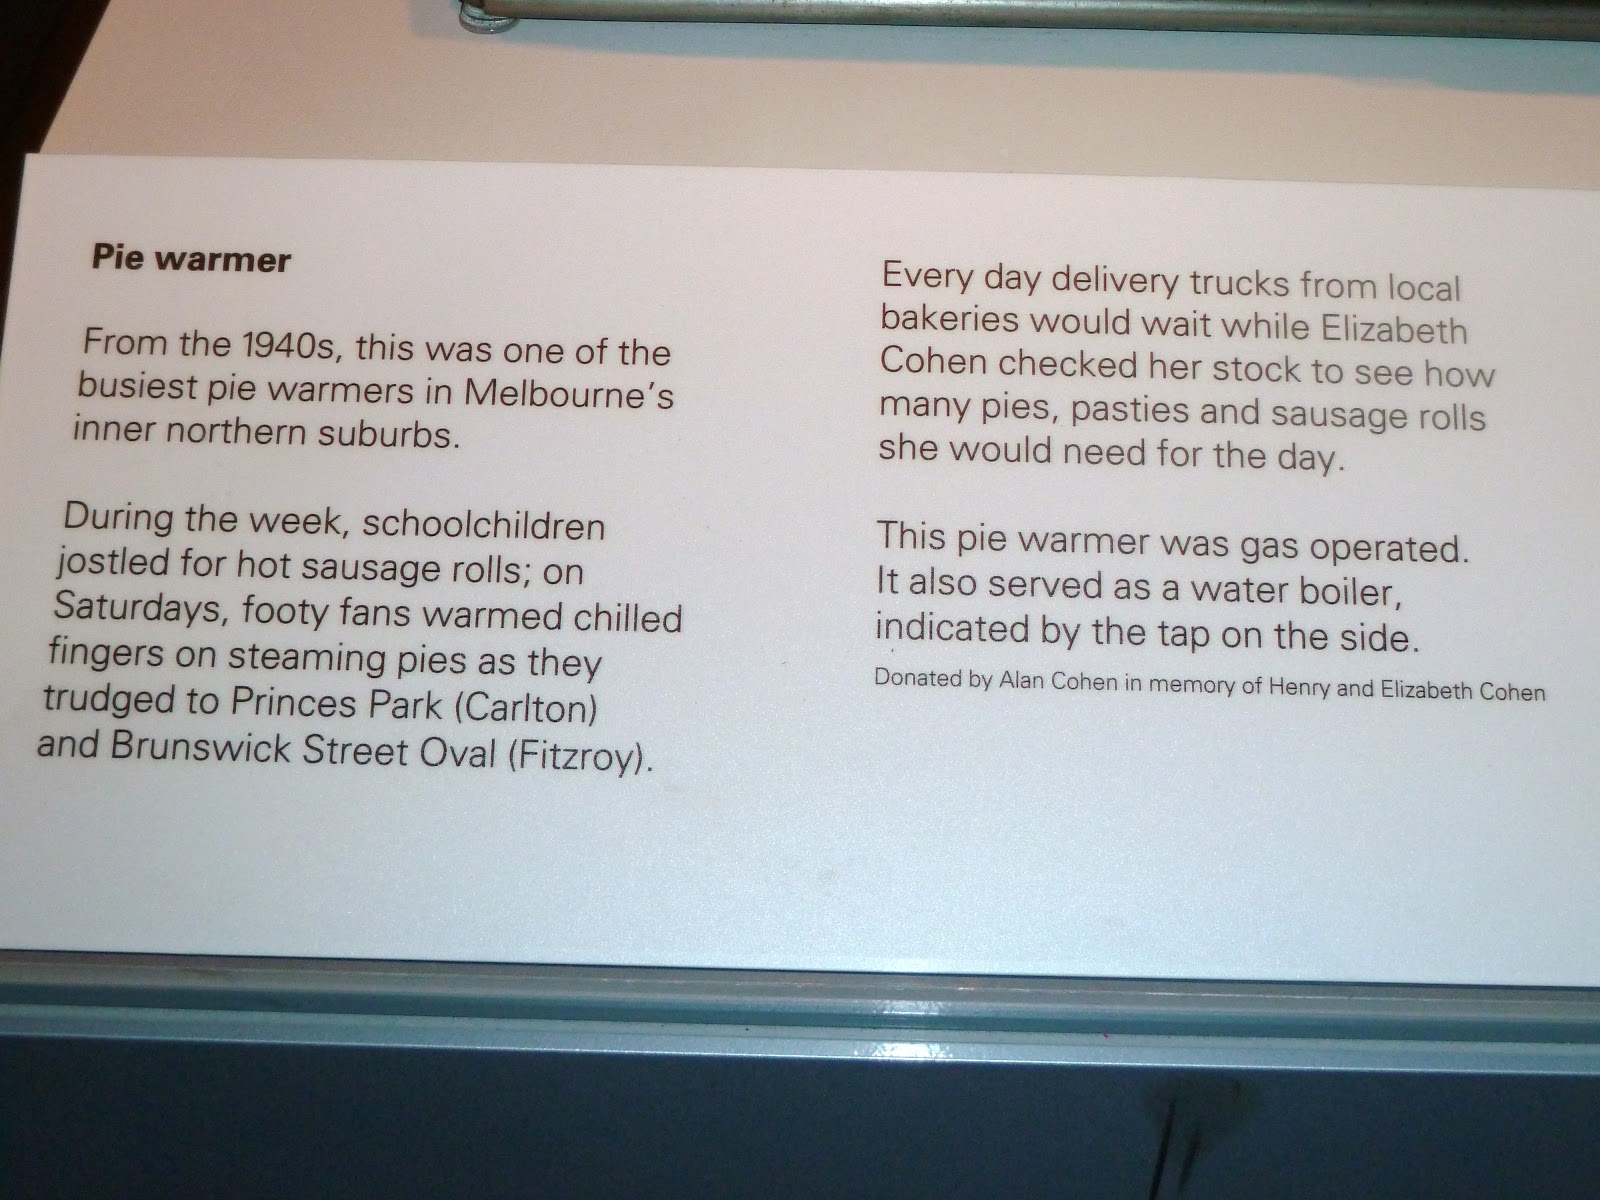 Pie warmer
From the 1940s, this was one of the
busiest pie warmers in Melbourne's
inner northern suburbs.
During the week, schoolchildren
jostled for hot sausage rolls; on
Saturdays, footy fans warmed chilled
fingers on steaming pies as they
trudged to Princes Park (Carlton)
and Brunswick Street Oval (Fitzroy).
Every day delivery trucks from local
bakeries would wait while Elizabeth
Cohen checked her stock to see how
many pies, pasties and sausage rolls
she would need for the day.
This pie warmer was gas operated.
It also served as a water boiler,
indicated by the tap on the side.
Donated by Alan Cohen in memory of Henry and Elizabeth Cohen